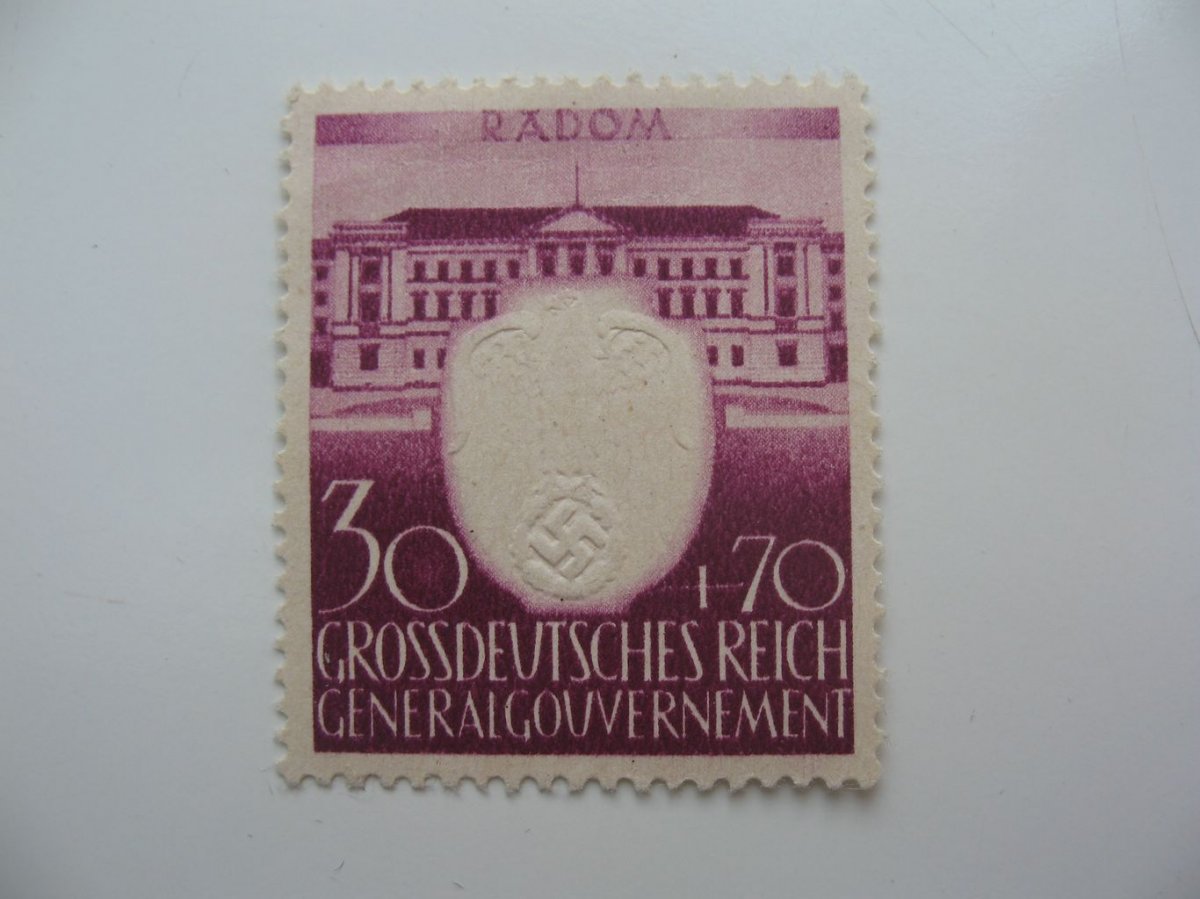 RADOM
30 +70
GROSSDEUTSCHES REICH
GENERALGOUVERNEMENT